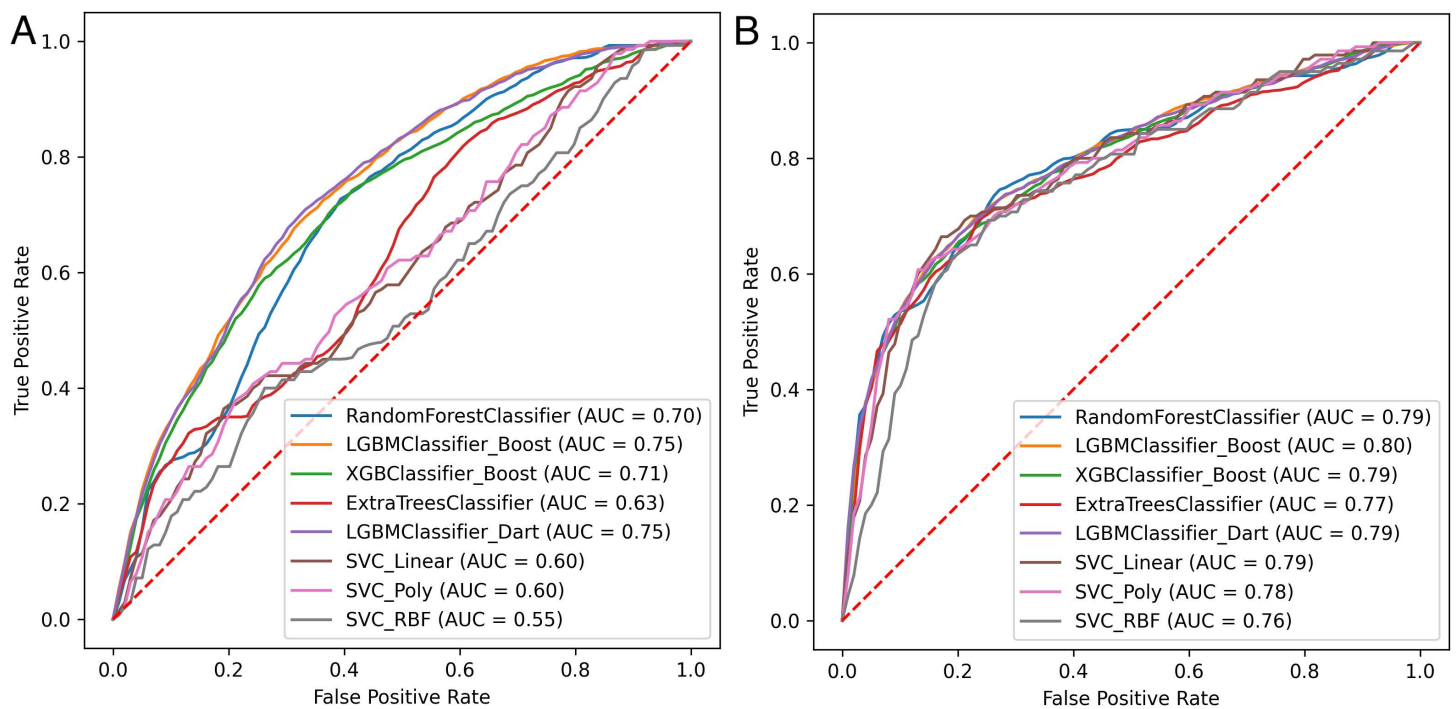 A
1.0
0.8
0.6
0.4
0.2
0.0
True Positive Rate
RandomForestClassifier (AUC = 0.70)
LGBMClassifier_Boost (AUC = 0.75)
XGBClassifier_Boost (AUC = 0.71)
ExtraTreesClassifier (AUC = 0.63)
LGBMClassifier_Dart (AUC = 0.75)
SVC_Linear (AUC = 0.60)
SVC_Poly (AUC = 0.60)
SVC_RBF (AUC = 0.55)
0.0 0.2 0.4 0.6 0.8 1.0
False Positive Rate
B
1.0
0.8
0.6
0.4
0.2
0.0
True Positive Rate
RandomForestClassifier (AUC = 0.79)
LGBMClassifier_Boost (AUC = 0.80)
XGBClassifier_Boost (AUC = 0.79)
ExtraTreesClassifier (AUC = 0.77)
LGBMClassifier_Dart (AUC = 0.79)
SVC_Linear (AUC = 0.79)
SVC_Poly (AUC = 0.78)
SVC_RBF (AUC = 0.76)
0.0 0.2 0.4 0.6 0.8 1.0
False Positive Rate